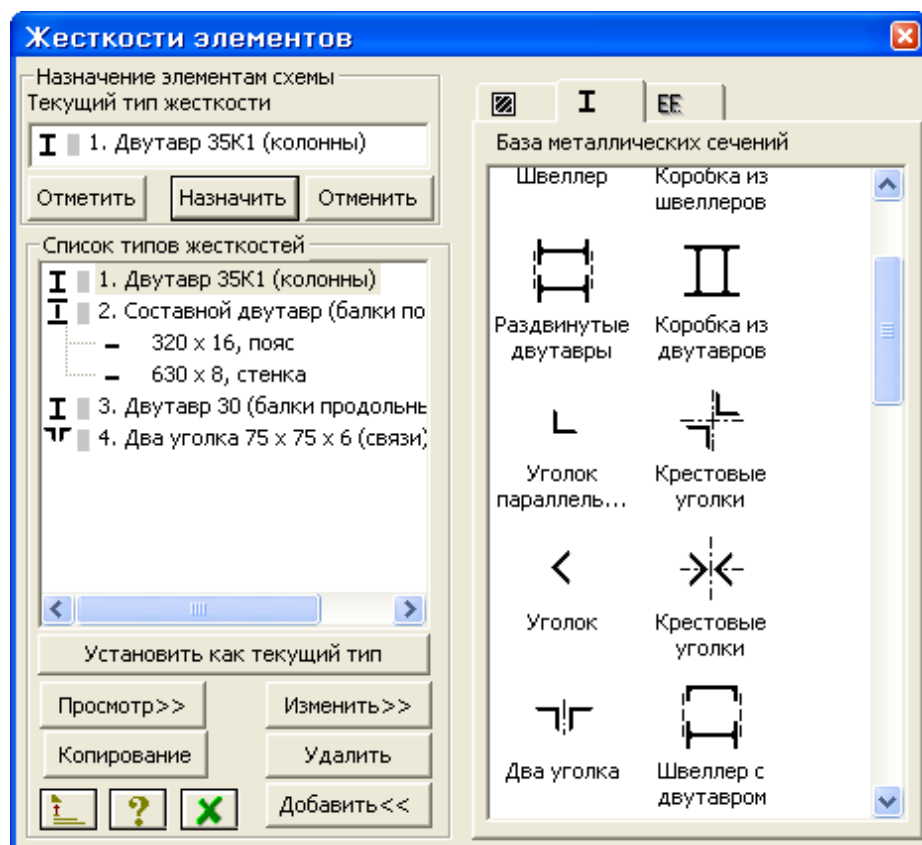 Жесткости элементов
Назначение элементам схемы
Текущий тип жесткости
1. Двутавр 35К1 (колонны)
Отметить
Назначить
Отменить
Список типов жесткостей
1. Двутавр 35К1 (колонны)
2. Составной двутавр (балки по
320 x 16, пояс
630 x 8, стенка
3. Двутавр 30 (балки продольнь
4. Два уголка 75 x 75 x 6 (связи)
Установить как текущий тип
Просмотр>>
Изменить>>
Копирование
Удалить
Добавить<<
База металлических сечений
Швеллер
Коробка из
швеллеров
Раздвинутые
двутавры
Коробка из
двутавров
Уголок
параллель...
Крестовые
уголки
Уголок
Крестовые
уголки
Два уголка
Швеллер с
двутавром